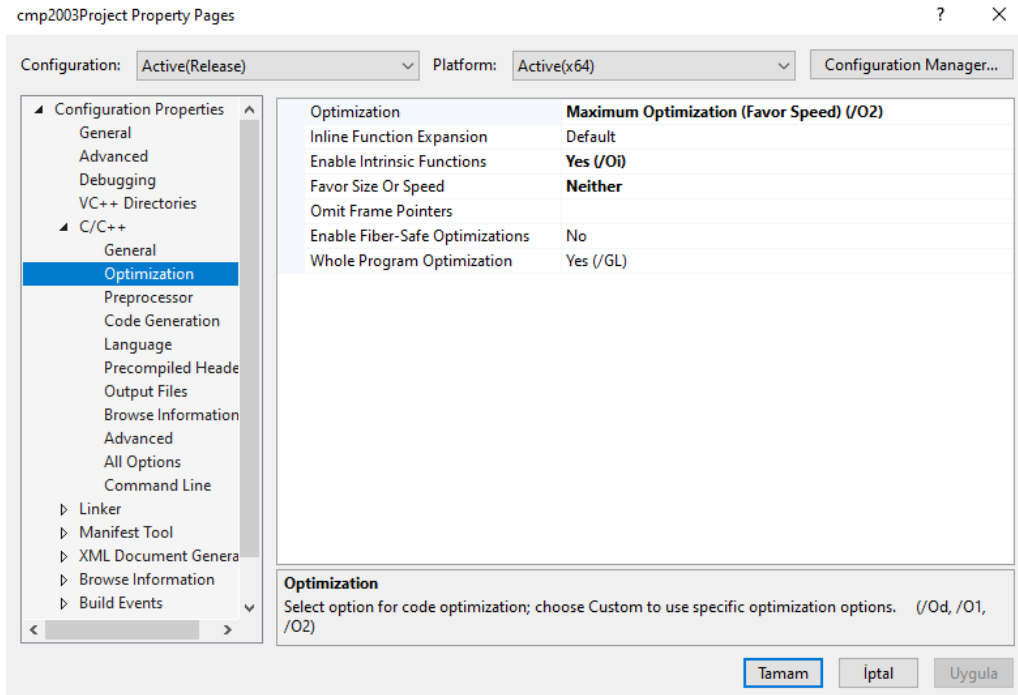 cmp2003Project Property Pages
?
Configuration: Active(Release) Platform: Active(x64) Configuration Manager...
Configuration Properties
General
Advanced
Debugging
VC++ Directories
C/C++
General
Optimization
Preprocessor
Code Generation
Language
Precompiled Heade
Output Files
Browse Information
Advanced
All Options
Command Line
Linker
Manifest Tool
XML Document Genera
Browse Information
Build Events
Optimization Maximum Optimization (Favor Speed) (/O2)
Inline Function Expansion Default
Enable Intrinsic Functions Yes (/Oi)
Favor Size Or Speed Neither
Omit Frame Pointers
Enable Fiber-Safe Optimizations No
Whole Program Optimization Yes (/GL)
Optimization
Select option for code optimization; choose Custom to use specific optimization options. (/Od, /O1,
/O2)
Tamam İptal Uygula